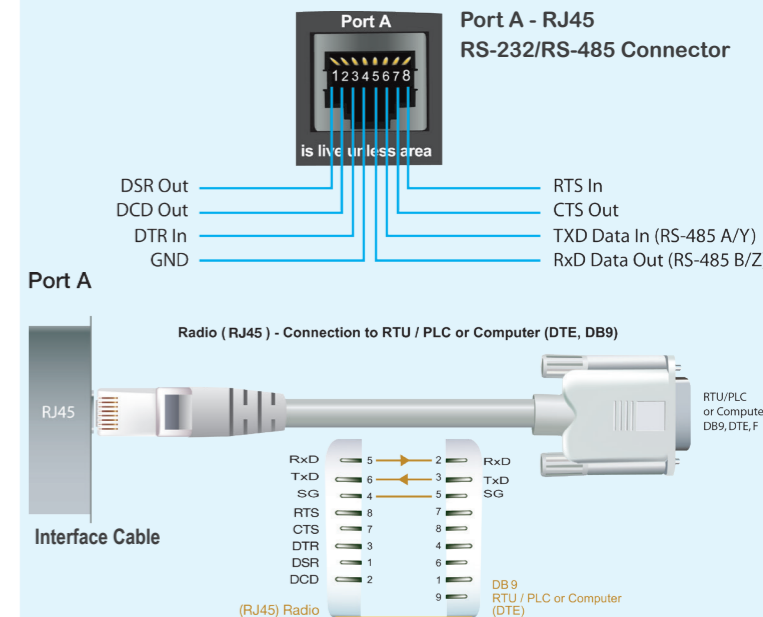 Port A
Port A - RJ45
RS-232/RS-485 Connector
1 2 3 4 5 6 7 8
is live unless area
DSR Out
DCD Out
DTR In
GND
RTS In
CTS Out
TXD Data In (RS-485 A/Y)
RxD Data Out (RS-485 B/Z
Port A
Radio ( RJ45 ) - Connection to RTU / PLC or Computer (DTE, DB9)
RJ45
RTU/PLC
or Compute
DB9, DTE, F
Interface Cable
RxD 5 2 RxD
TxD 6 3 TxD
SG 4 5 SG
RTS 8 7
CTS 7 8
DTR 3 4
DSR 1 6
DCD 2 1
9
(RJ45) Radio
DB 9
RTU / PLC or Computer
(DTE)